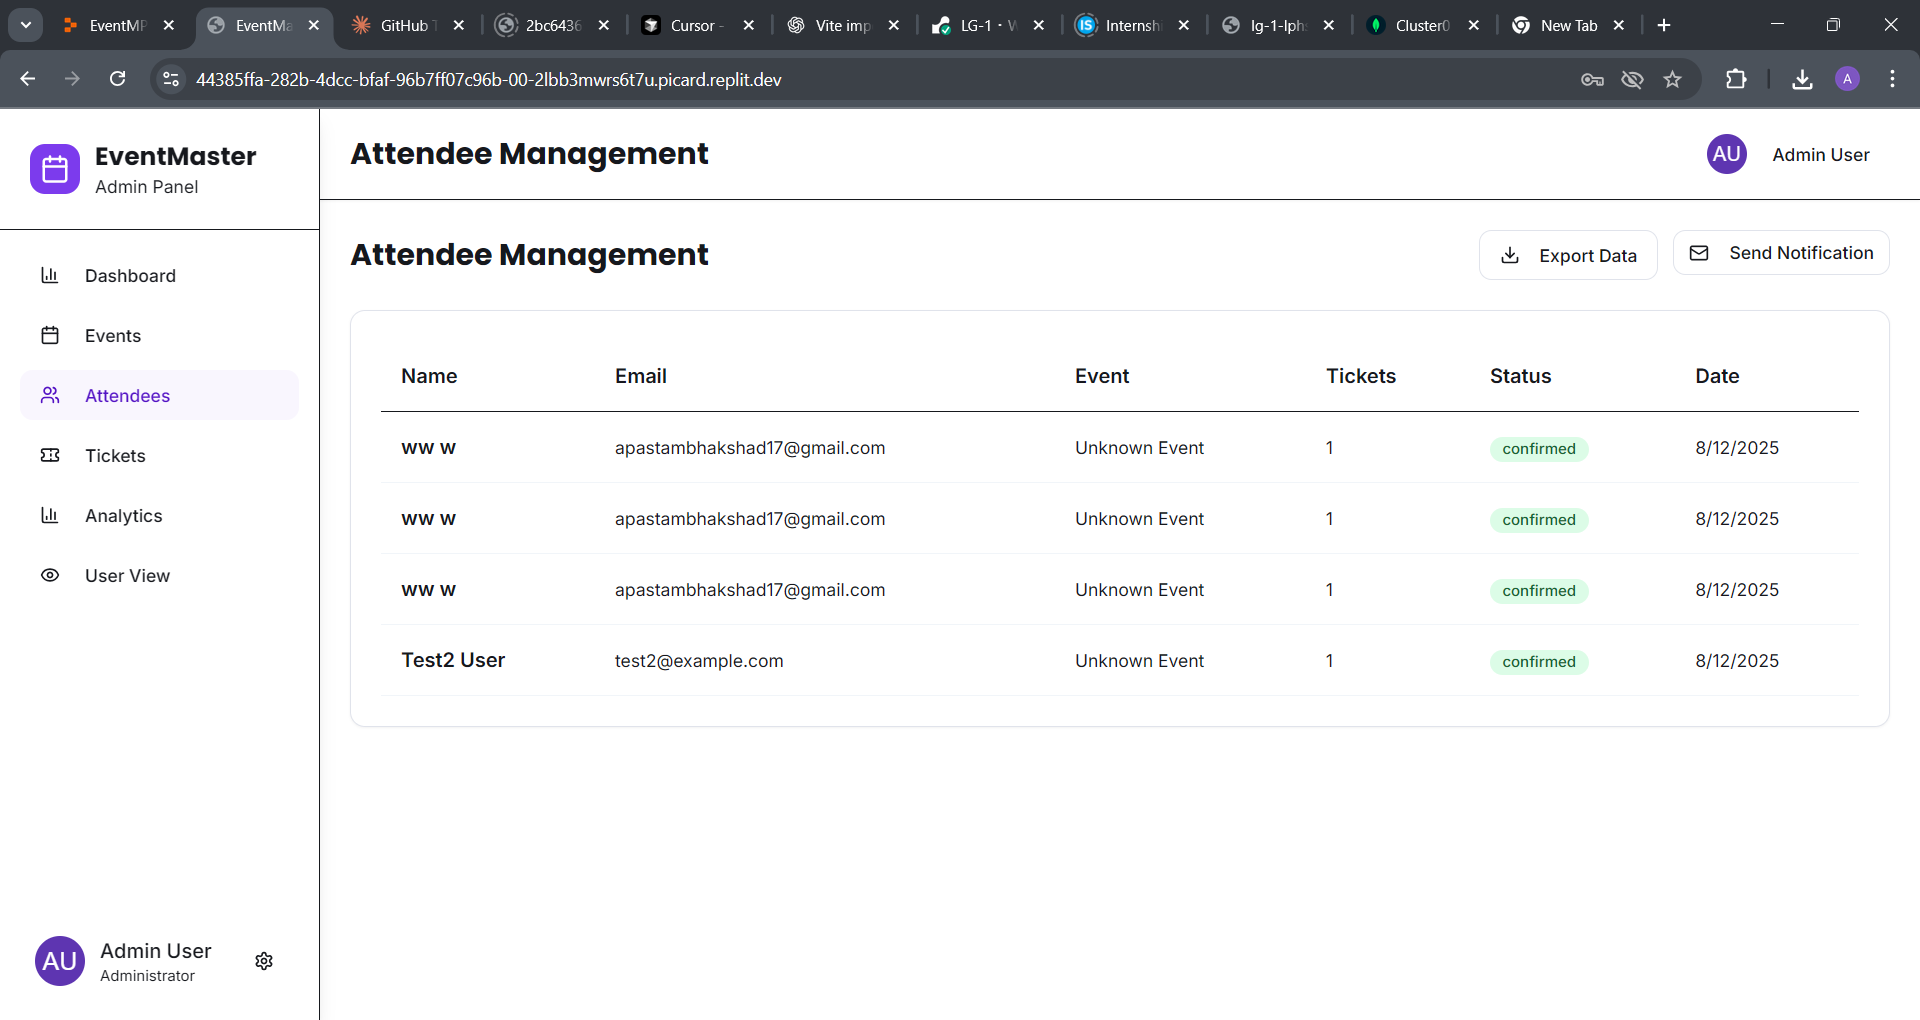 EventMP
EventMa
GitHub T
2bc6436
Cursor -
Vite imp
LG-1 · W
Internshi
lg-1-lphs
Cluster0
New Tab
44385ffa-282b-4dcc-bfaf-96b7ff07c96b-00-2lbb3mwrs6t7u.picard.replit.dev
A
EventMaster
Admin Panel
Attendee Management
AU
Admin User
Dashboard
Events
Attendees
Tickets
Analytics
User View
Attendee Management
Export Data
Send Notification
Name Email Event Tickets Status Date
ww w apastambhakshad17@gmail.com Unknown Event 1 confirmed 8/12/2025
ww w apastambhakshad17@gmail.com Unknown Event 1 confirmed 8/12/2025
ww w apastambhakshad17@gmail.com Unknown Event 1 confirmed 8/12/2025
Test2 User test2@example.com Unknown Event 1 confirmed 8/12/2025
AU
Admin User
Administrator